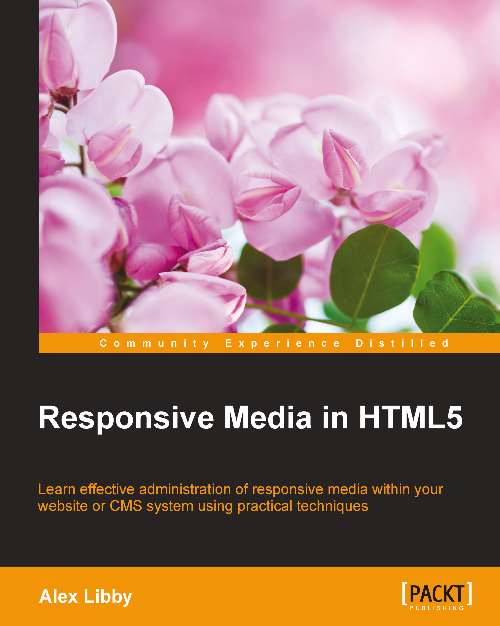 Community Experience Distilled
Responsive Media in HTML5
Learn effective administration of responsive media within your
website or CMS system using practical techniques
Alex Libby
[PACKT]
PUBLISHING